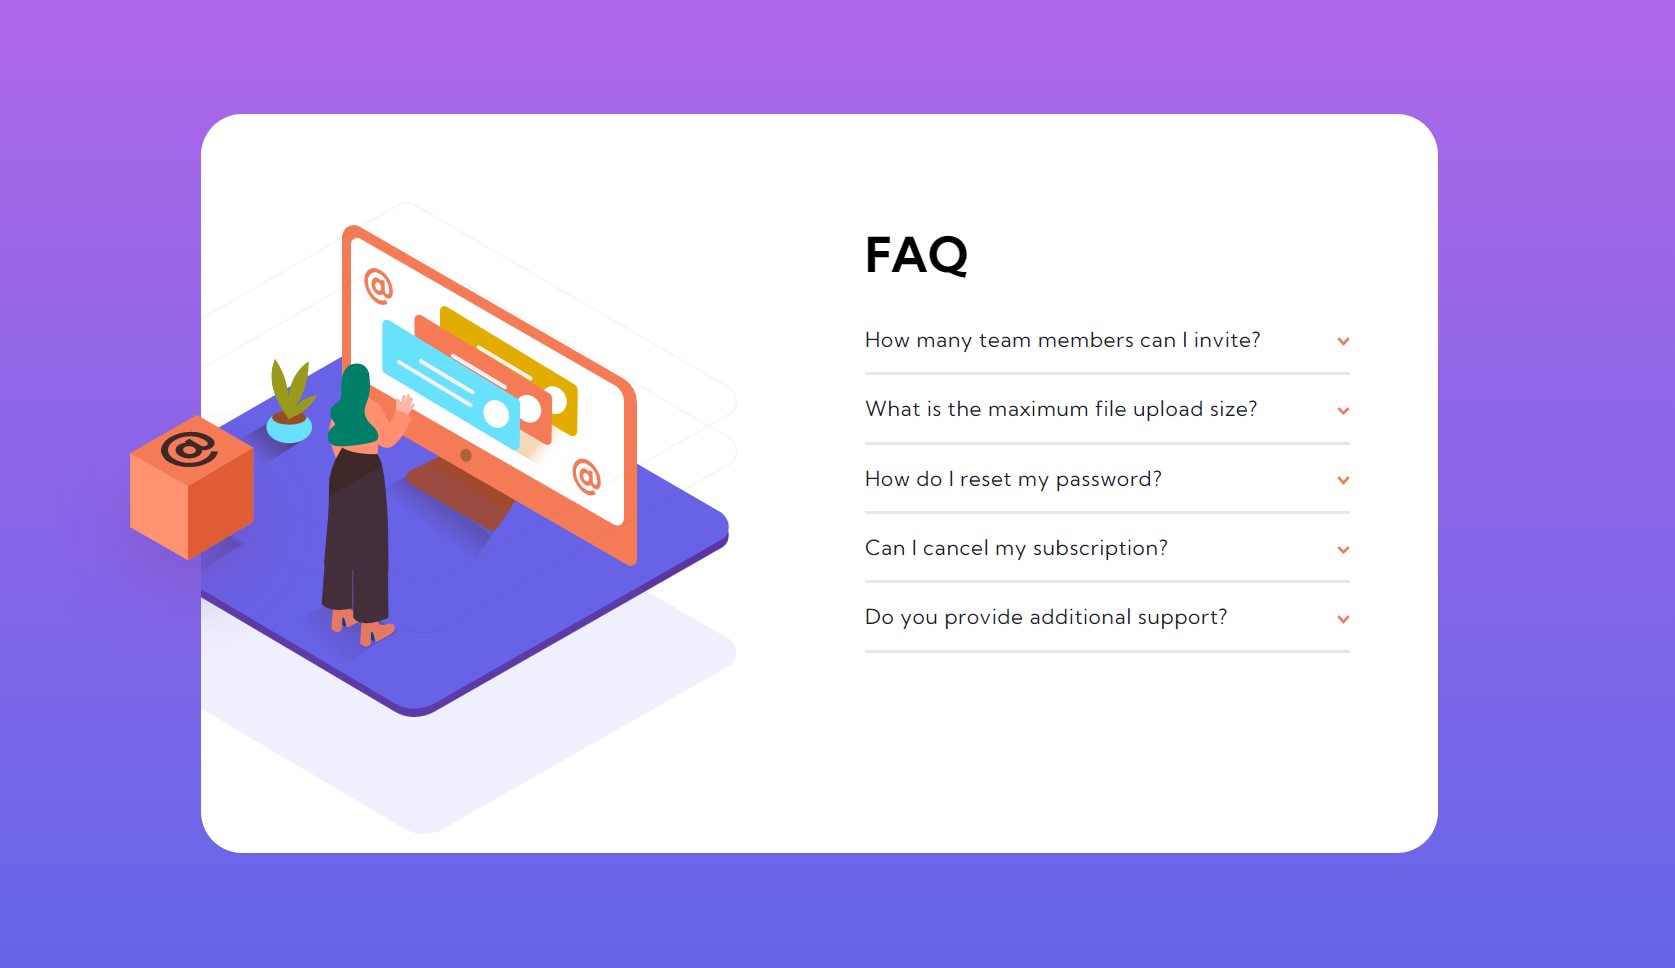 @
@
@
FAQ
How many team members can I invite?
What is the maximum file upload size?
How do I reset my password?
Can I cancel my subscription?
Do you provide additional support?